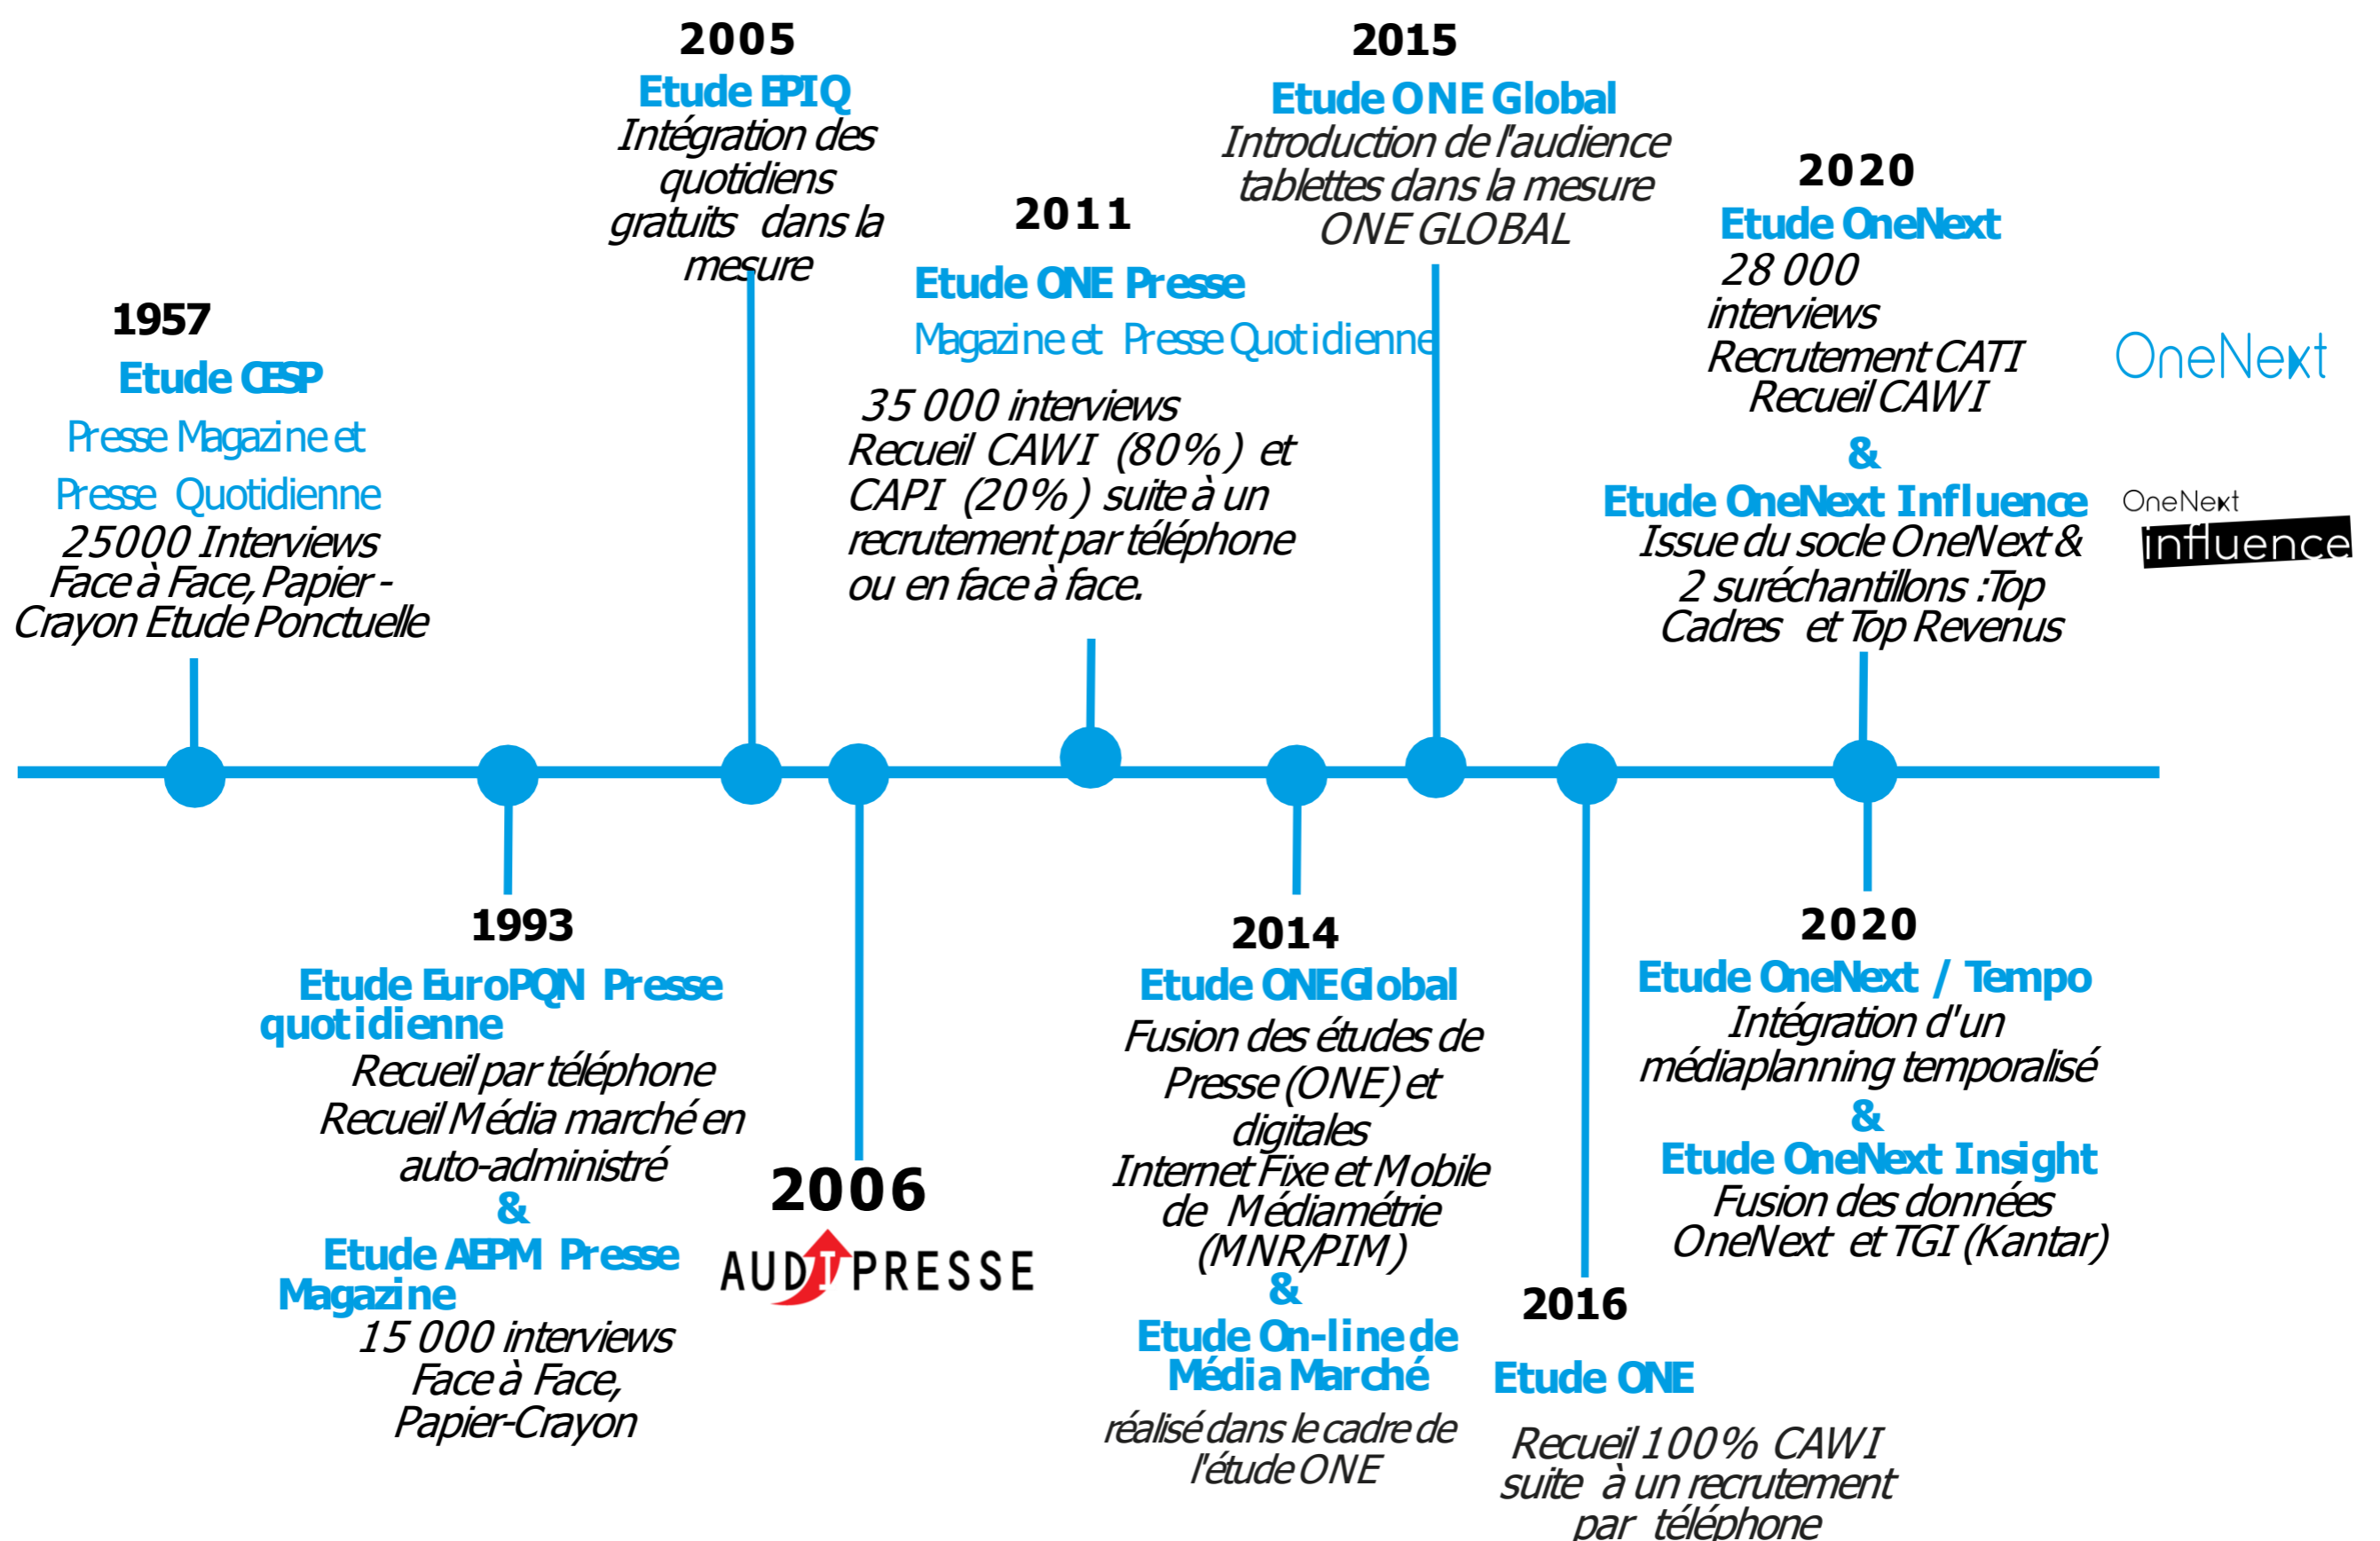 1957
Etude CESP
Presse Magazine et
Presse Quotidienne
25000 Interviews
Face à Face, Papier -
Crayon Etude Ponctuelle
1993
Etude EuroPQN Presse
quotidienne
Recueil par téléphone
Recueil Média marché en
auto-administré
&
Etude AEPM Presse
Magazine
15 000 interviews
Face à Face,
Papier-Crayon
2005
Etude EPIQ
Intégration des
quotidiens
gratuits dans la
mesure
2006
AUDIPRESSE
2011
Etude ONE Presse
Magazine et Presse Quotidienne
35 000 interviews
Recueil CAWI (80%) et
CAPI (20%) suite à un
recrutement par téléphone
ou en face à face.
2014
Etude ONE Global
Fusion des études de
Presse (ONE) et
digitales
Internet Fixe et Mobile
de Médiamétrie
(MNR/PIM)
&
Etude On-line de
Média Marché
réalisé dans le cadre de
l'étude ONE
2015
Etude ONE Global
Introduction de l'audience
tablettes dans la mesure
ONE GLOBAL
2016
Etude ONE
Recueil 100% CAWI
suite à un recrutement
par téléphone
2020
Etude OneNext
28 000
interviews
Recrutement CATI
Recueil CAWI
&
Etude OneNext Influence
Issue du socle OneNext &
2 suréchantillons :Top
Cadres et Top Revenus
OneNext
OneNext
influence
2020
Etude OneNext / Tempo
Intégration d'un
médiaplanning temporalisé
&
Etude OneNext Insight
Fusion des données
OneNext et TGI (Kantar)